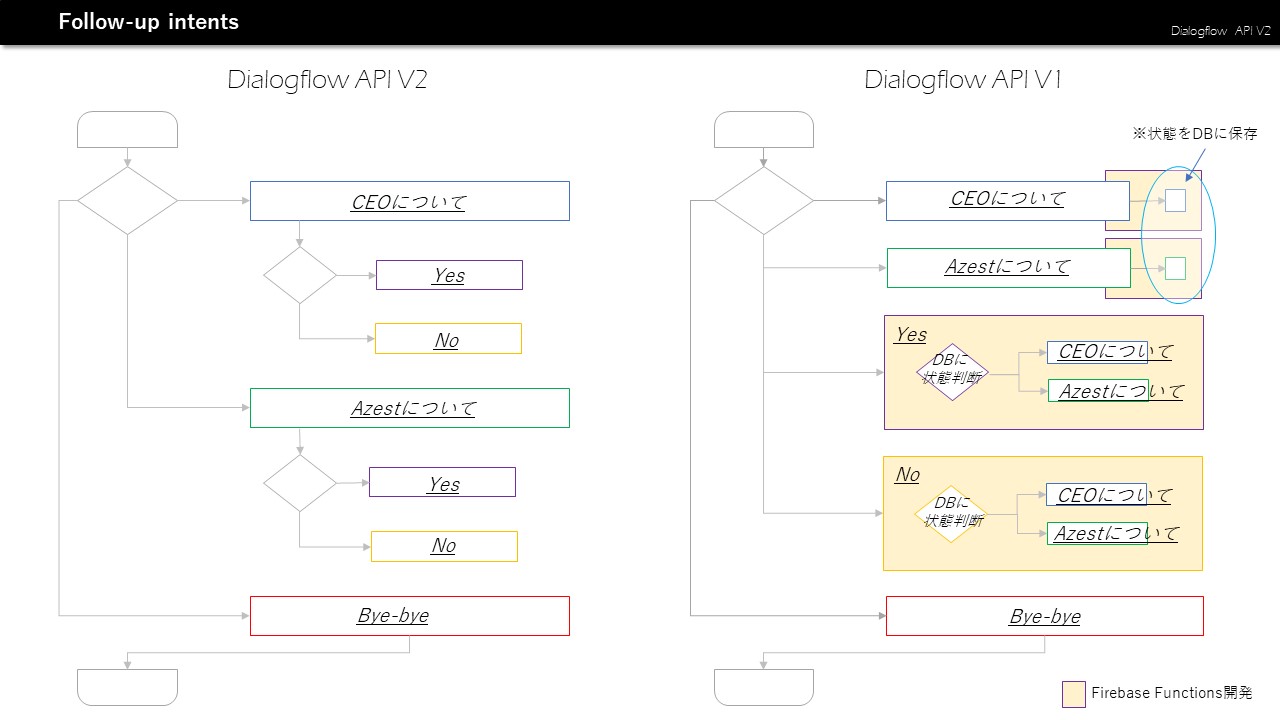 Follow-up intents
Dialogflow API V2
Dialogflow API V2
CEOについて
Yes
No
Azestについて
Yes
No
Bye-bye
Dialogflow API V1
※状態をDBに保存
CEOについて
Azestについて
Yes
DBに
状態判断
CEOについて
Azestについて
No
DBに
状態判断
CEOについて
Azestについて
Bye-bye
Firebase Functions開発